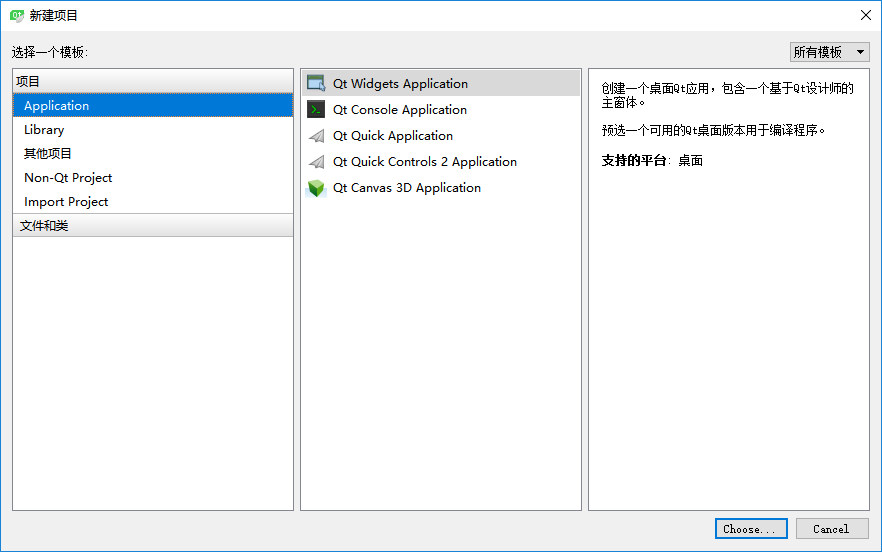 新建项目
选择一个模板:
所有模板
项目
Application
Library
其他项目
Non-Qt Project
Import Project
文件和类
Qt Widgets Application
Qt Console Application
Qt Quick Application
Qt Quick Controls 2 Application
Qt Canvas 3D Application
创建一个桌面Qt应用，包含一个基于Qt设计师的
主窗体。
预选一个可用的Qt桌面版本用于编译程序。
支持的平台: 桌面
Choose...
Cancel